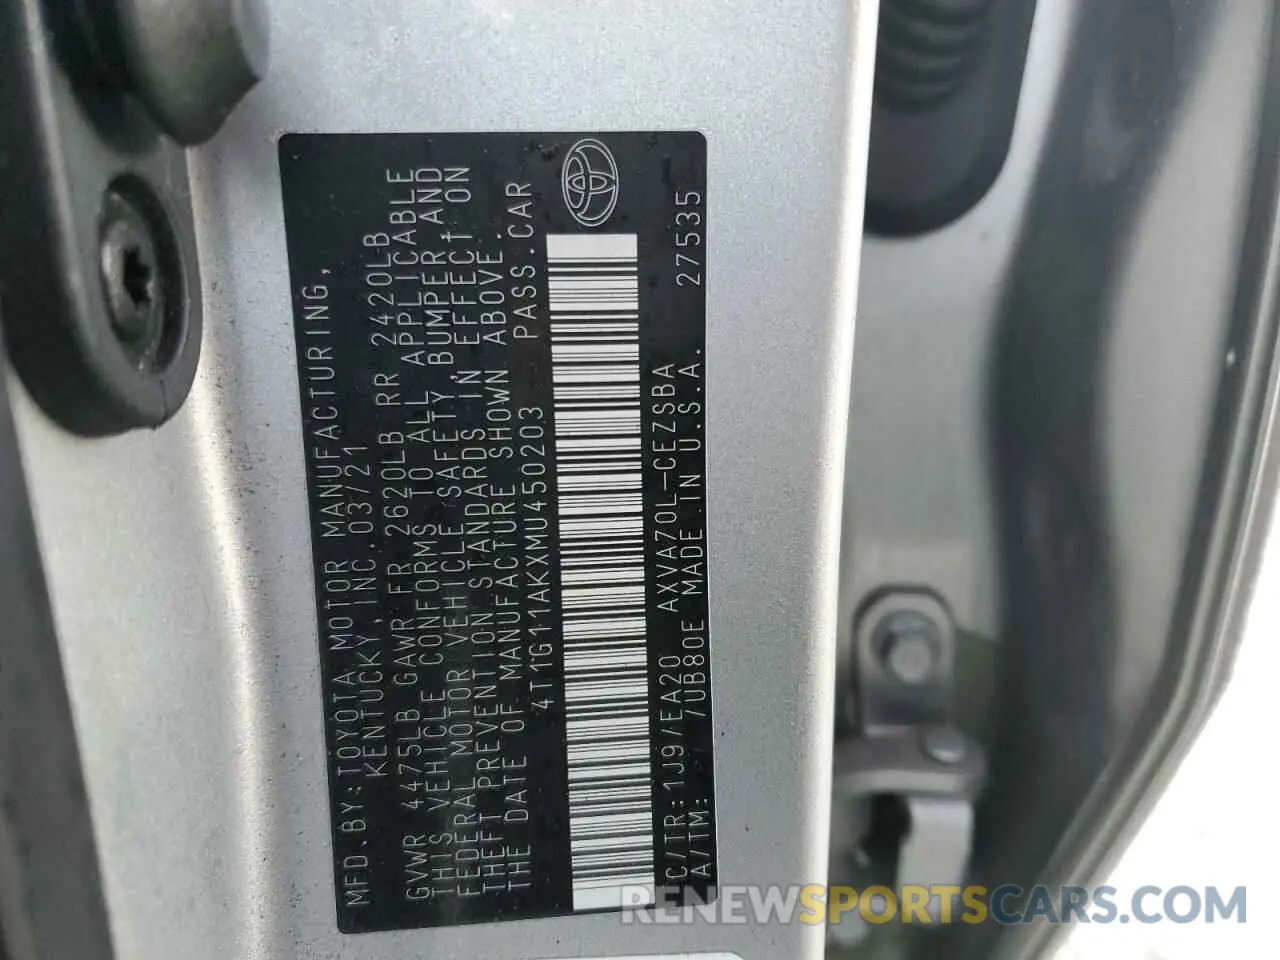 MFD.BY:TOYOTA MOTOR MANUFACTURING,
KENTUCKY,INC.03/21
GVWR 4475LB GAWR FR 2620LB RR 2420LB
THIS VEHICLE CONFORMS TO ALL APPLICABLE
FEDERAL MOTOR VEHICLE SAFETY,BUMPER,AND
THEFT PREVENTION STANDARDS IN EFFECT ON
THE DATE OF MANUFACTURE SHOWN ABOVE.
4T1G11AKXMU450203 PASS.CAR
C/TR:1J9/EA20 AXVA70L-CEZSBA 27535
A/TM: /UB80E MADE IN U.S.A.
RENEWSPORTSCARS.COM